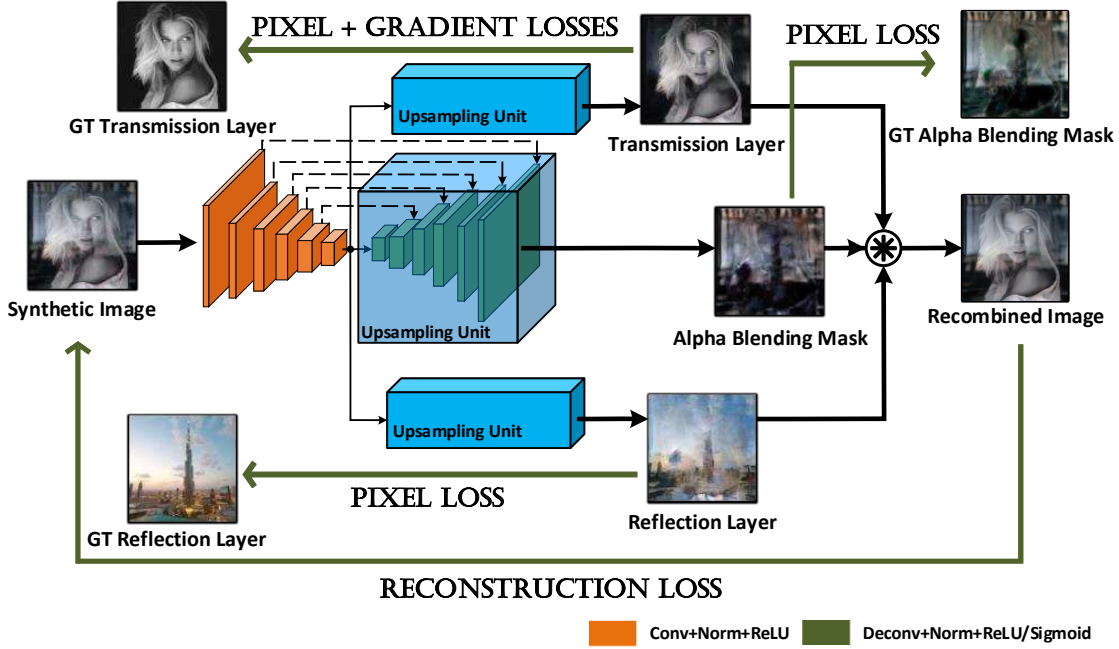 PIXEL + GRADIENT LOSSES
PIXEL LOSS
GT Transmission Layer
Upsampling Unit
Transmission Layer
GT Alpha Blending Mask
Synthetic Image
Upsampling Unit
Alpha Blending Mask
Recombined Image
Upsampling Unit
PIXEL LOSS
GT Reflection Layer
Reflection Layer
RECONSTRUCTION LOSS
Conv+Norm+ReLU
Deconv+Norm+ReLU/Sigmoid